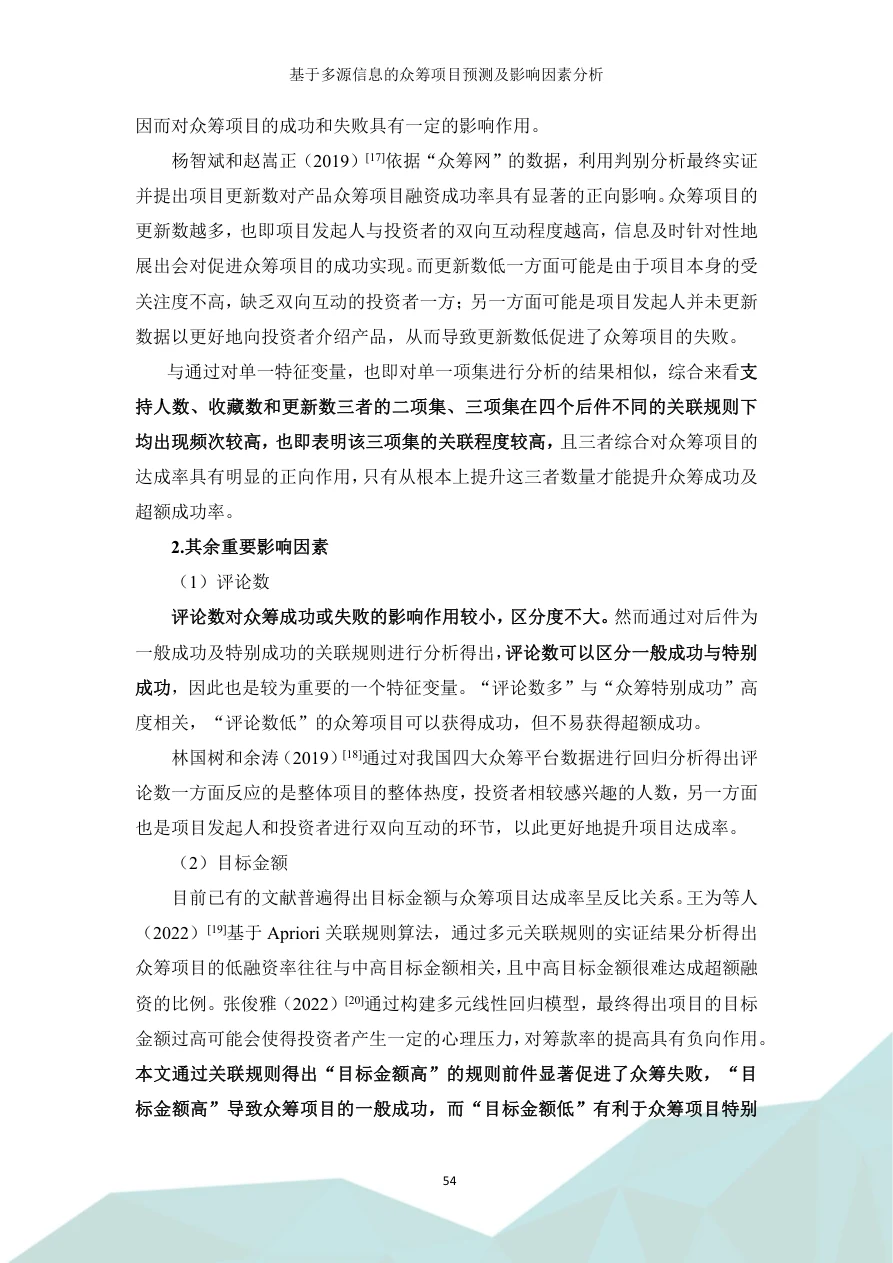 基于多源信息的众筹项目预测及影响因素分析
因而对众筹项目的成功和失败具有一定的影响作用。
杨智斌和赵嵩正（2019）[17]依据“众筹网”的数据，利用判别分析最终实证
并提出项目更新数对产品众筹项目融资成功率具有显著的正向影响。众筹项目的
更新数越多，也即项目发起人与投资者的双向互动程度越高，信息及时针对性地
展出会对促进众筹项目的成功实现。而更新数低一方面可能是由于项目本身的受
关注度不高，缺乏双向互动的投资者一方；另一方面可能是项目发起人并未更新
数据以更好地向投资者介绍产品，从而导致更新数低促进了众筹项目的失败。
与通过对单一特征变量，也即对单一项集进行分析的结果相似，综合来看支
持人数、收藏数和更新数三者的二项集、三项集在四个后件不同的关联规则下
均出现频次较高，也即表明该三项集的关联程度较高，且三者综合对众筹项目的
达成率具有明显的正向作用，只有从根本上提升这三者数量才能提升众筹成功及
超额成功率。
2.其余重要影响因素
（1）评论数
评论数对众筹成功或失败的影响作用较小，区分度不大。然而通过对后件为
一般成功及特别成功的关联规则进行分析得出，评论数可以区分一般成功与特别
成功，因此也是较为重要的一个特征变量。“评论数多”与“众筹特别成功”高
度相关，“评论数低”的众筹项目可以获得成功，但不易获得超额成功。
林国树和余涛（2019）[18]通过对我国四大众筹平台数据进行回归分析得出评
论数一方面反应的是整体项目的整体热度，投资者相较感兴趣的人数，另一方面
也是项目发起人和投资者进行双向互动的环节，以此更好地提升项目达成率。
（2）目标金额
目前已有的文献普遍得出目标金额与众筹项目达成率呈反比关系。王为等人
（2022）[19]基于 Apriori 关联规则算法，通过多元关联规则的实证结果分析得出
众筹项目的低融资率往往与中高目标金额相关，且中高目标金额很难达成超额融
资的比例。张俊雅（2022）[20]通过构建多元线性回归模型，最终得出项目的目标
金额过高可能会使得投资者产生一定的心理压力，对筹款率的提高具有负向作用。
本文通过关联规则得出“目标金额高”的规则前件显著促进了众筹失败，“目
标金额高”导致众筹项目的一般成功，而“目标金额低”有利于众筹项目特别
54